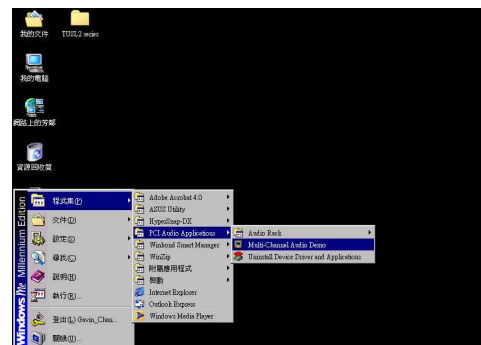 我的文件
TUSL2 series
我的電腦
網路上的芳鄰
資源回收筒
Windows Me Millennium Edition
程式集(P)
文件(D)
設定(S)
尋找(C)
說明(H)
執行(R)...
登出(L) Gavin_Chen...
關機(U)...
Adobe Acrobat 4.0
ASUS Utility
HyperSnap-DX
PCI Audio Applications
Winbond Smart Manager
WinZip
附屬應用程式
啟動
Internet Explorer
Outlook Express
Windows Media Player
Audio Rack
Multi-Channel Audio Demo
Uninstall Device Driver and Applications